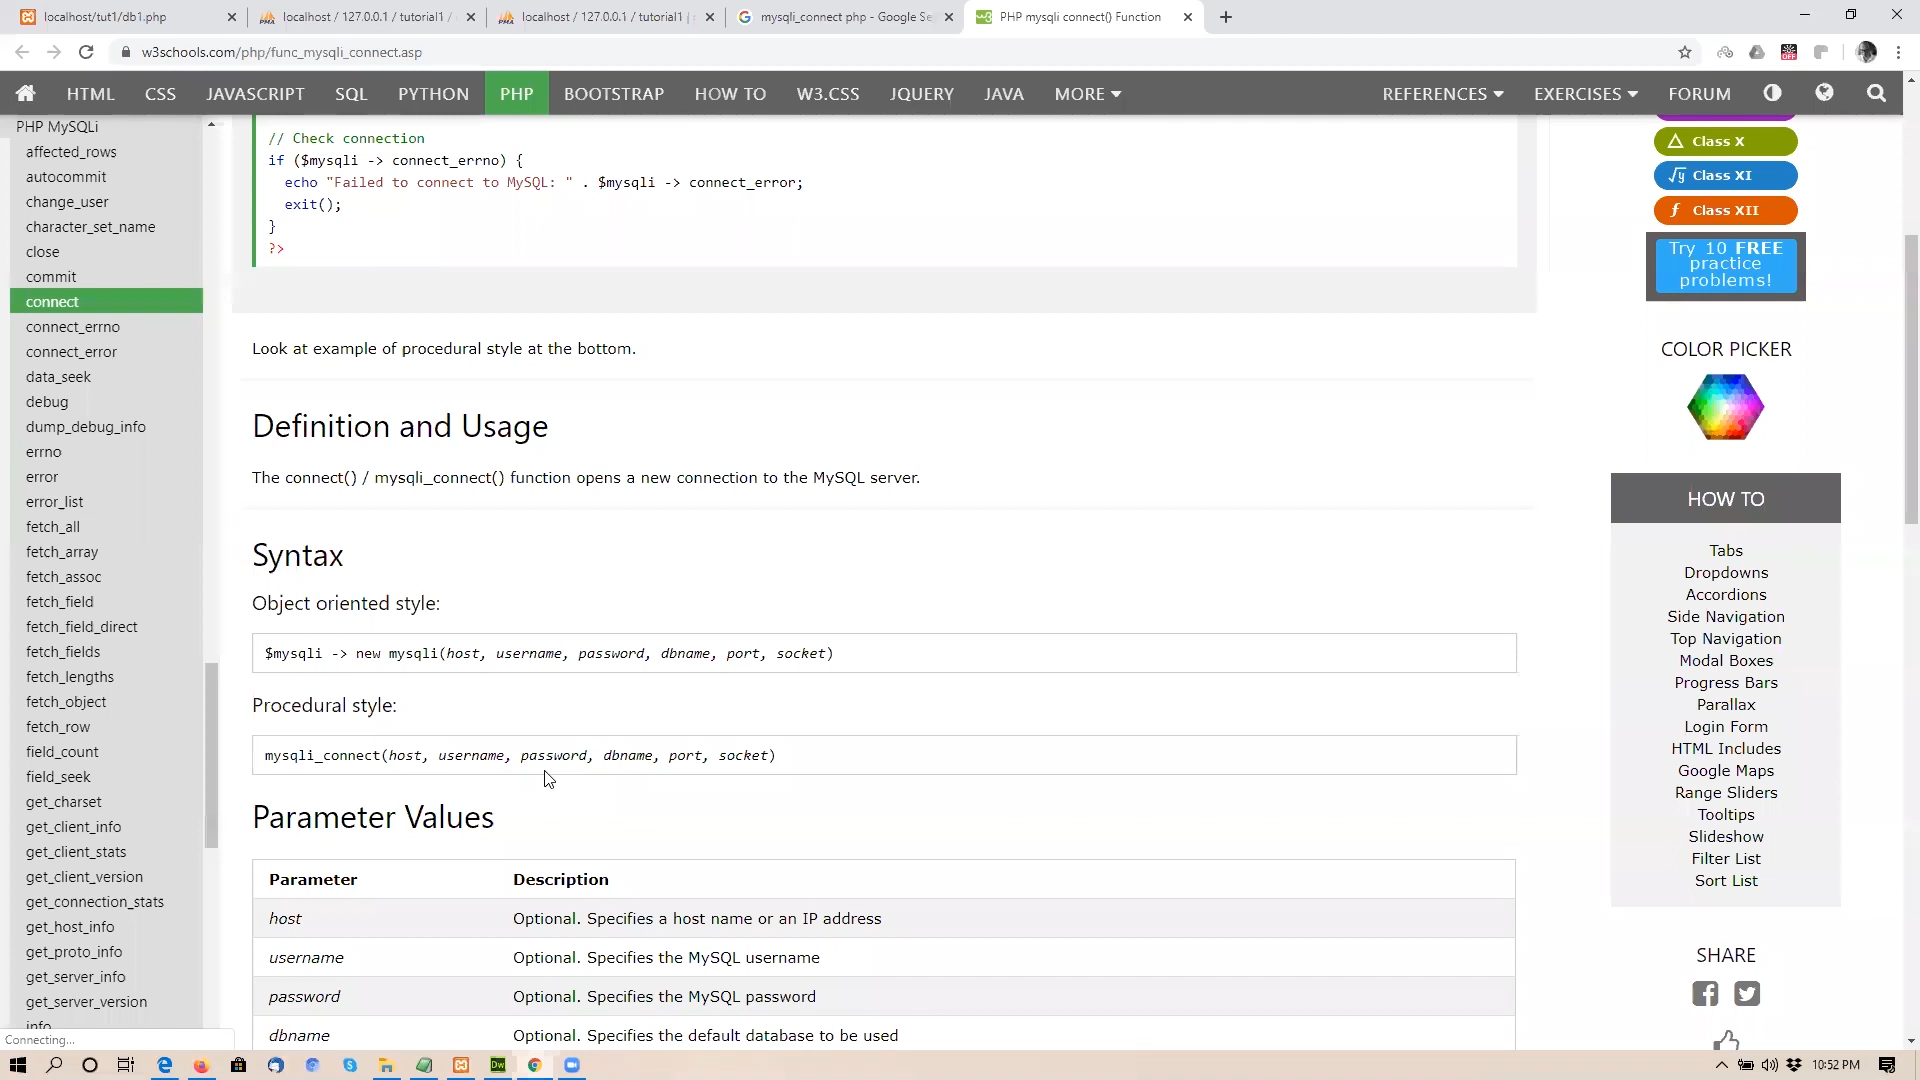 localhost/tut1/db1.php
localhost / 127.0.0.1 / tutorial1 /
localhost / 127.0.0.1 / tutorial1 |
mysqli_connect php - Google Se
PHP mysqli connect() Function
w3schools.com/php/func_mysqli_connect.asp
HTML CSS JAVASCRIPT SQL PYTHON PHP BOOTSTRAP HOW TO W3.CSS JQUERY JAVA MORE REFERENCES EXERCISES FORUM
PHP MySQLi
affected_rows
autocommit
change_user
character_set_name
close
commit
connect
connect_errno
connect_error
data_seek
debug
dump_debug_info
errno
error
error_list
fetch_all
fetch_array
fetch_assoc
fetch_field
fetch_field_direct
fetch_fields
fetch_lengths
fetch_object
fetch_row
field_count
field_seek
get_charset
get_client_info
get_client_stats
get_client_version
get_connection_stats
get_host_info
get_proto_info
get_server_info
get_server_version
info
Connecting...
// Check connection
if ($mysqli -> connect_errno) {
echo "Failed to connect to MySQL: " . $mysqli -> connect_error;
exit();
}
?>
Look at example of procedural style at the bottom.
Definition and Usage
The connect() / mysqli_connect() function opens a new connection to the MySQL server.
Syntax
Object oriented style:
$mysqli -> new mysqli(host, username, password, dbname, port, socket)
Procedural style:
mysqli_connect(host, username, password, dbname, port, socket)
Parameter Values
Parameter Description
host Optional. Specifies a host name or an IP address
username Optional. Specifies the MySQL username
password Optional. Specifies the MySQL password
dbname Optional. Specifies the default database to be used
Class X
√y Class XI
f Class XII
Try 10 FREE
practice
problems!
COLOR PICKER
HOW TO
Tabs
Dropdowns
Accordions
Side Navigation
Top Navigation
Modal Boxes
Progress Bars
Parallax
Login Form
HTML Includes
Google Maps
Range Sliders
Tooltips
Slideshow
Filter List
Sort List
SHARE
Dw
10:52 PM